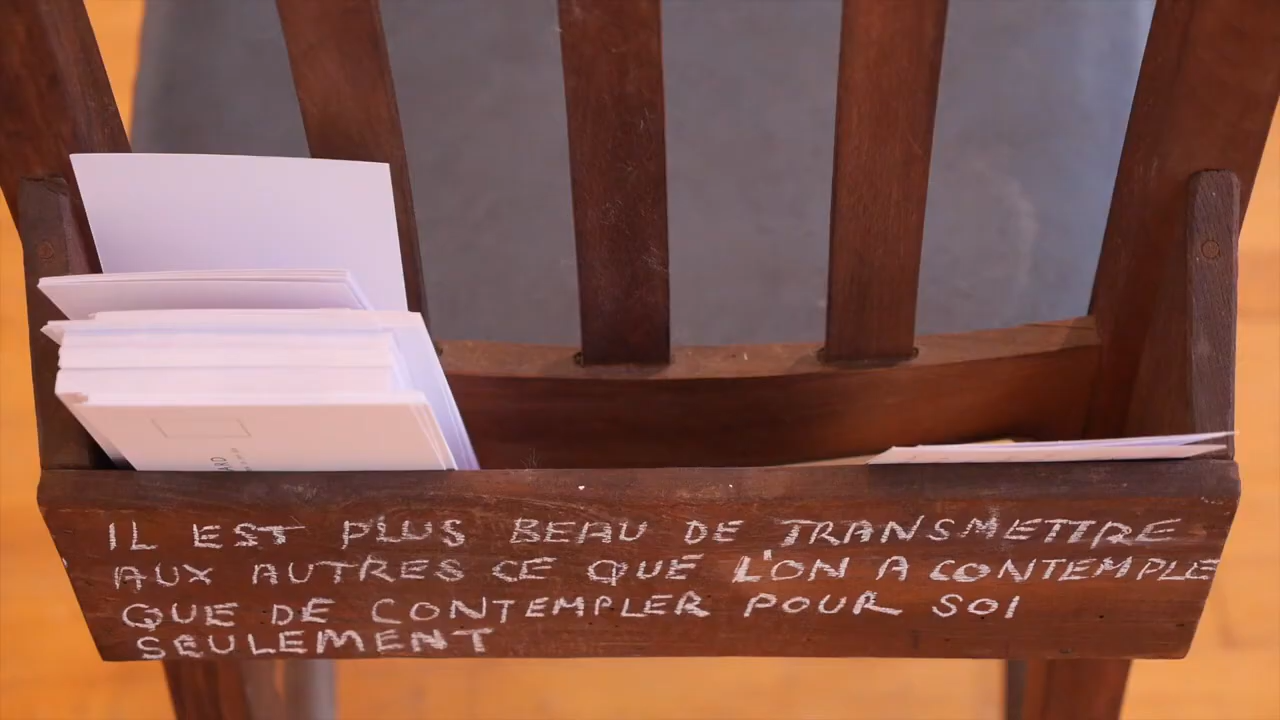 IL EST PLUS BEAU DE TRANSMETTRE
AUX AUTRES CE QUE L'ON A CONTEMPLE
QUE DE CONTEMPLER POUR SOI
SEULEMENT